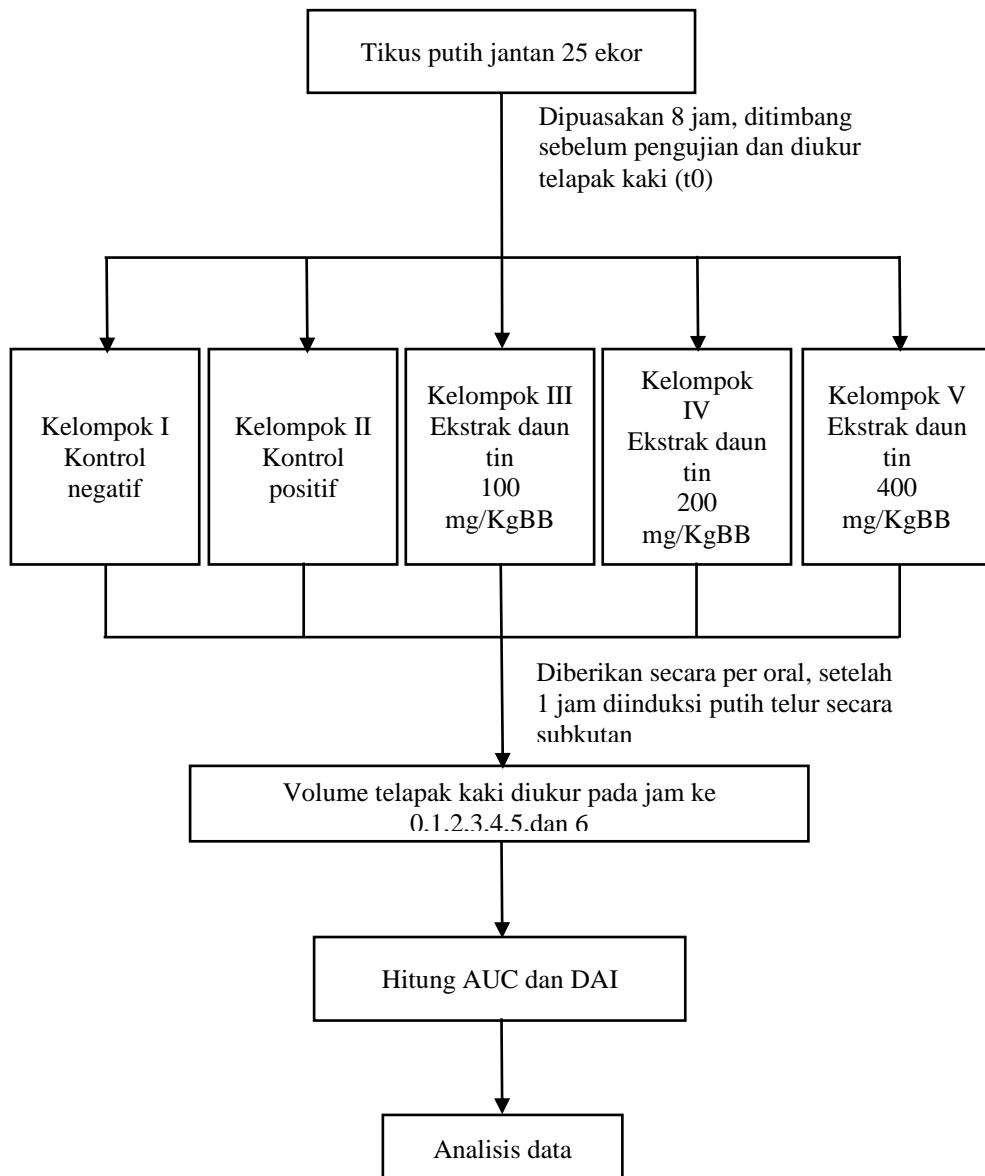 Tikus putih jantan 25 ekor
Dipuasakan 8 jam, ditimbang
sebelum pengujian dan diukur
telapak kaki (t0)
Kelompok I
Kontrol
negatif
Kelompok II
Kontrol
positif
Kelompok III
Ekstrak daun
tin
100
mg/KgBB
Kelompok
IV
Ekstrak daun
tin
200
mg/KgBB
Kelompok V
Ekstrak daun
tin
400
mg/KgBB
Diberikan secara per oral, setelah
1 jam diinduksi putih telur secara
subkutan
Volume telapak kaki diukur pada jam ke
0,1,2,3,4,5,dan 6
Hitung AUC dan DAI
Analisis data